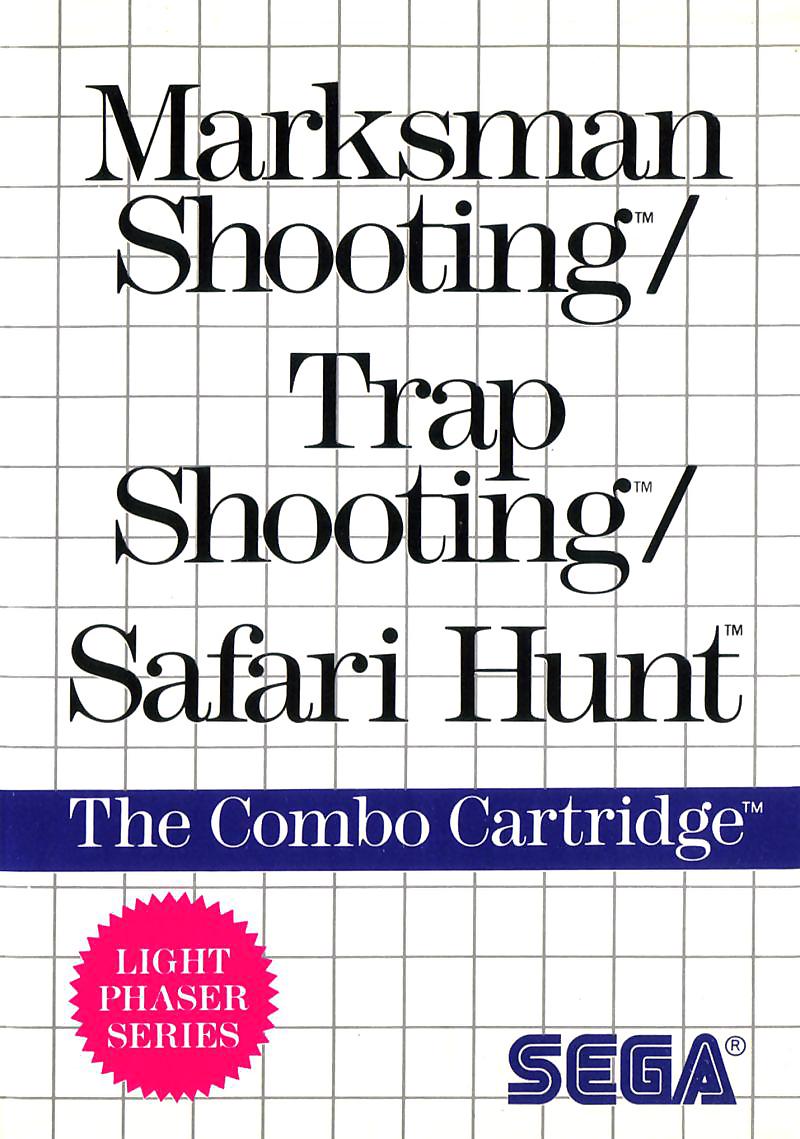 Marksman
Shooting™/
Trap
Shooting™/
Safari Hunt™
The Combo Cartridge™
LIGHT
PHASER
SERIES
SEGA®